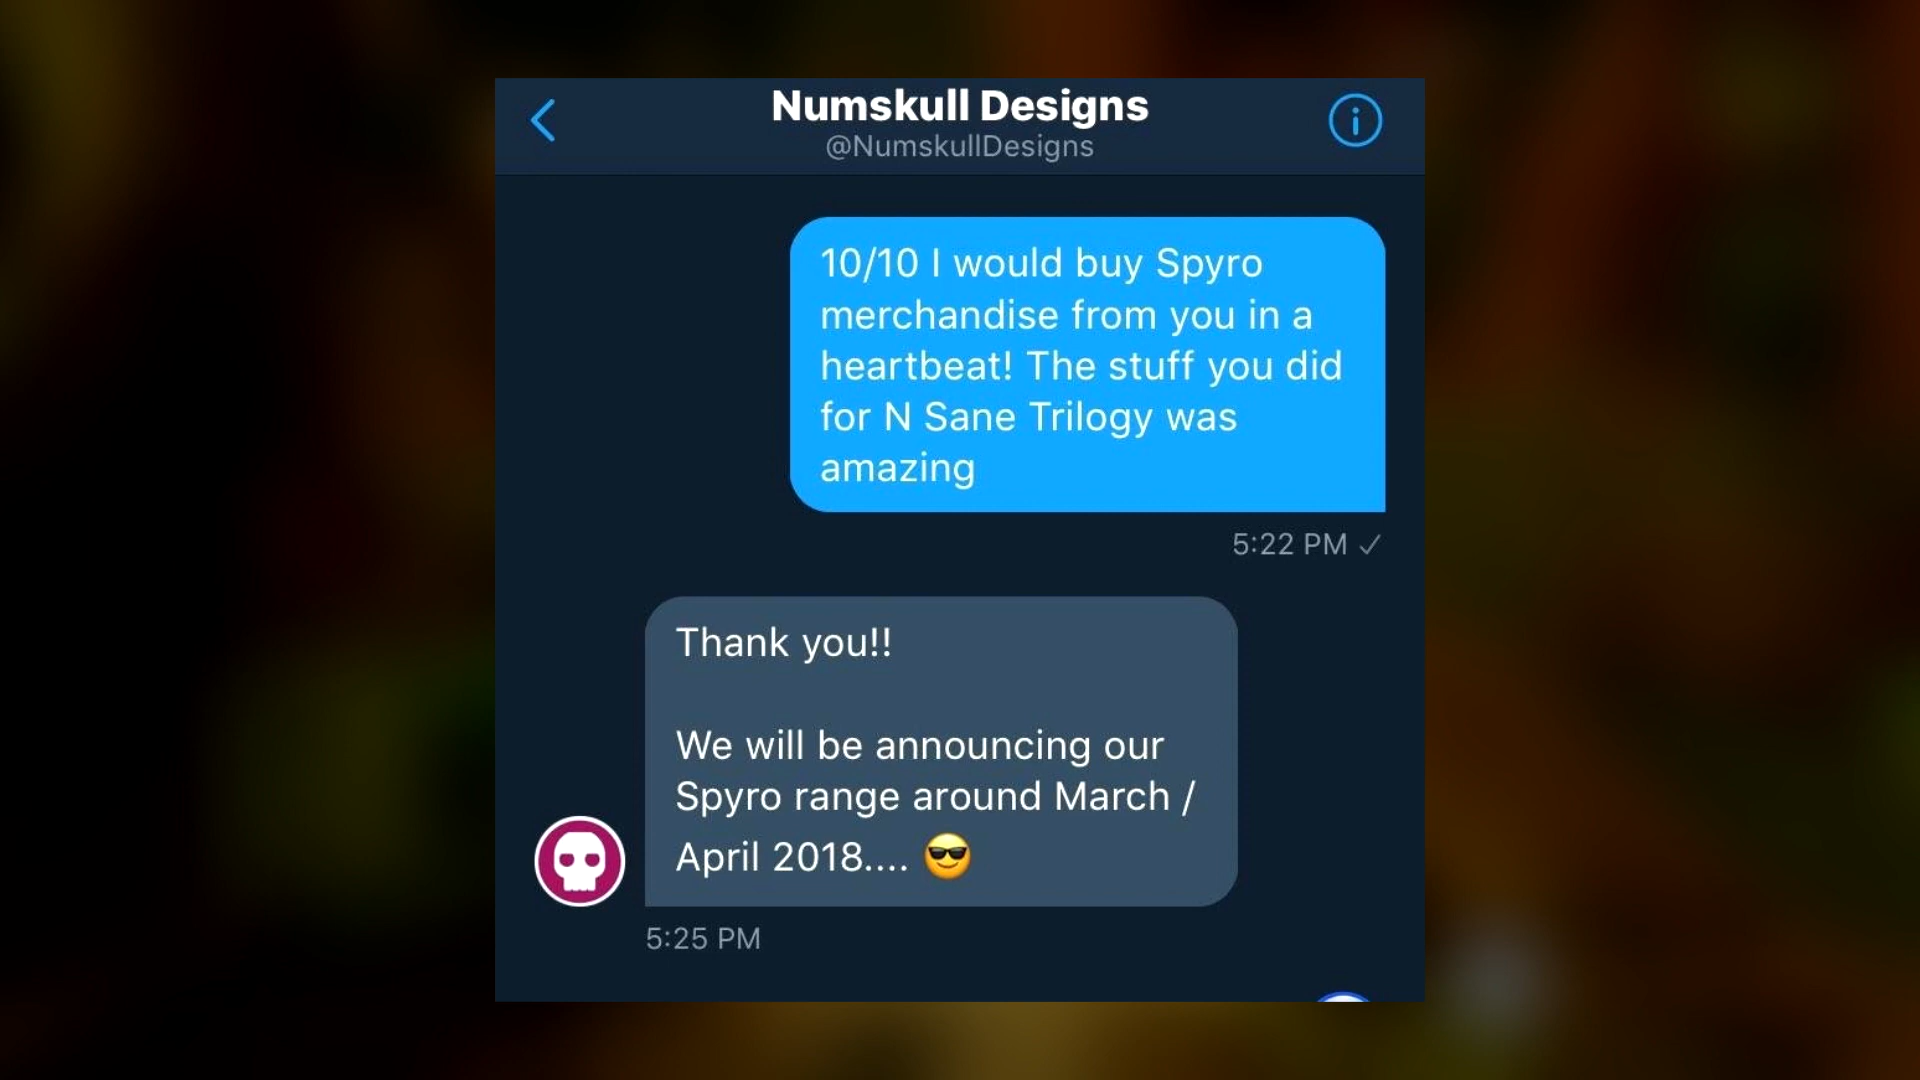 Numskull Designs
@NumskullDesigns
10/10 I would buy Spyro
merchandise from you in a
heartbeat! The stuff you did
for N Sane Trilogy was
amazing
5:22 PM ✓
Thank you!!
We will be announcing our
Spyro range around March /
April 2018.... 😎
5:25 PM